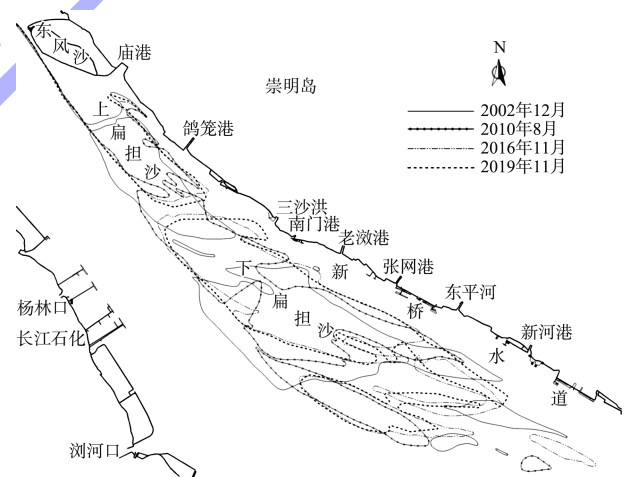 东风沙
庙港
崇明岛
N
2002年12月
2010年8月
2016年11月
2019年11月
上扁担沙
鸽笼港
三沙洪
南门港
老滧港
张网港
东平河
新河港
新桥水道
下扁担沙
杨林口
长江石化
浏河口